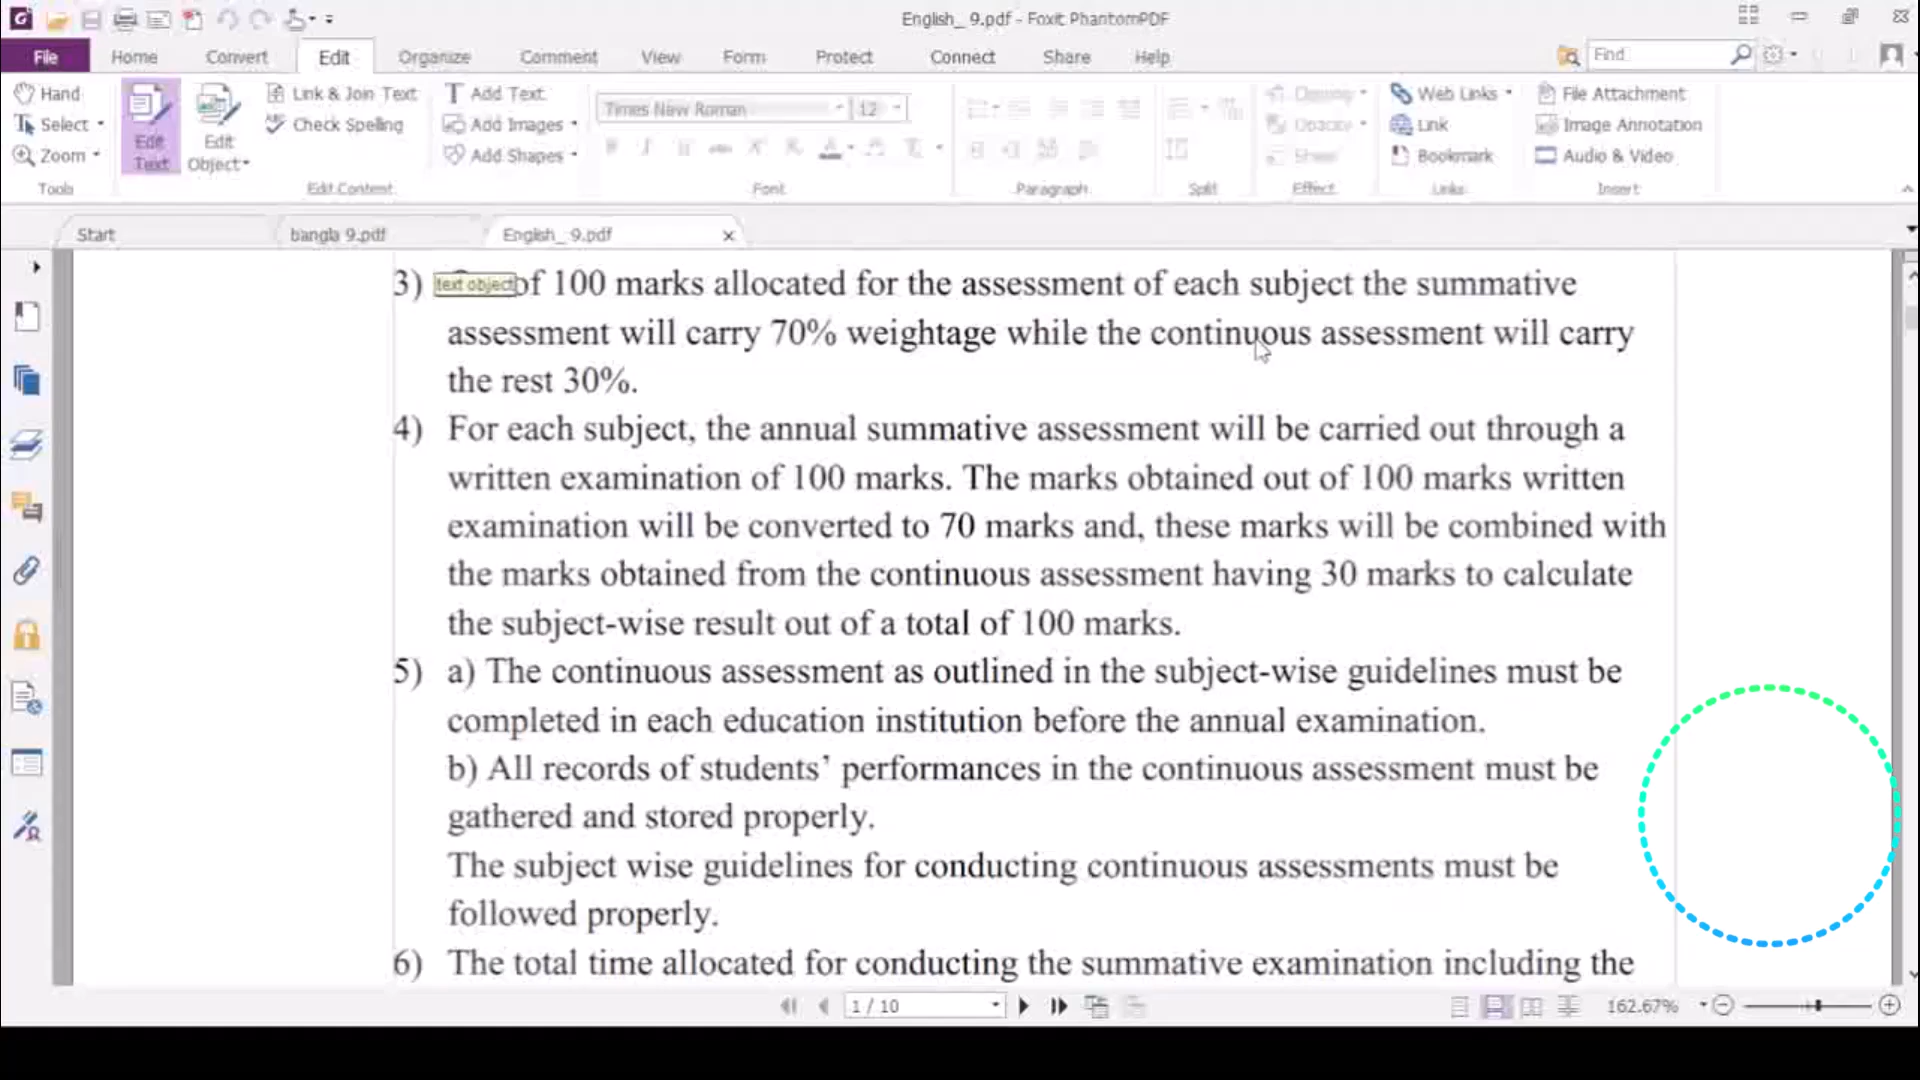 English_ 9.pdf - Foxit PhantomPDF
File Home Convert Edit Organize Comment View Form Protect Connect Share Help Find
Hand
Select
Zoom
Tools
Edit Text
Edit Object
Link & Join Text
Check Spelling
Add Text
Add Images
Add Shapes
Edit Content
Times New Roman 12
Font
Paragraph
Split
Opacity
Effect
Web Links
Link
Bookmark
Links
File Attachment
Image Annotation
Audio & Video
Insert
Start bangla 9.pdf English_ 9.pdf
3) text object of 100 marks allocated for the assessment of each subject the summative
assessment will carry 70% weightage while the continuous assessment will carry
the rest 30%.
4) For each subject, the annual summative assessment will be carried out through a
written examination of 100 marks. The marks obtained out of 100 marks written
examination will be converted to 70 marks and, these marks will be combined with
the marks obtained from the continuous assessment having 30 marks to calculate
the subject-wise result out of a total of 100 marks.
5) a) The continuous assessment as outlined in the subject-wise guidelines must be
completed in each education institution before the annual examination.
b) All records of students’ performances in the continuous assessment must be
gathered and stored properly.
The subject wise guidelines for conducting continuous assessments must be
followed properly.
6) The total time allocated for conducting the summative examination including the
1 / 10 162.67%